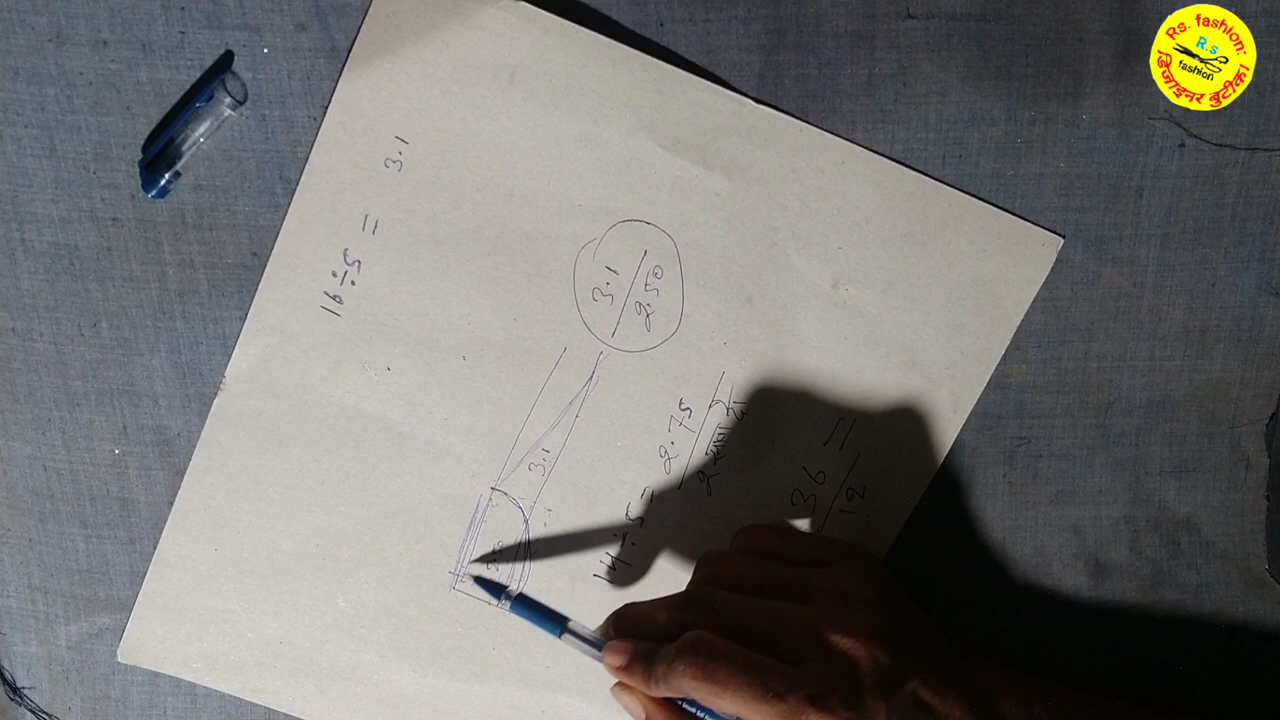 Rs. fashion:
R.s
fashion
डिजाइनर बुटीक।
16÷5 = 3.1
3.1
2.50
3.1
14÷5= 2.75
36 =
12